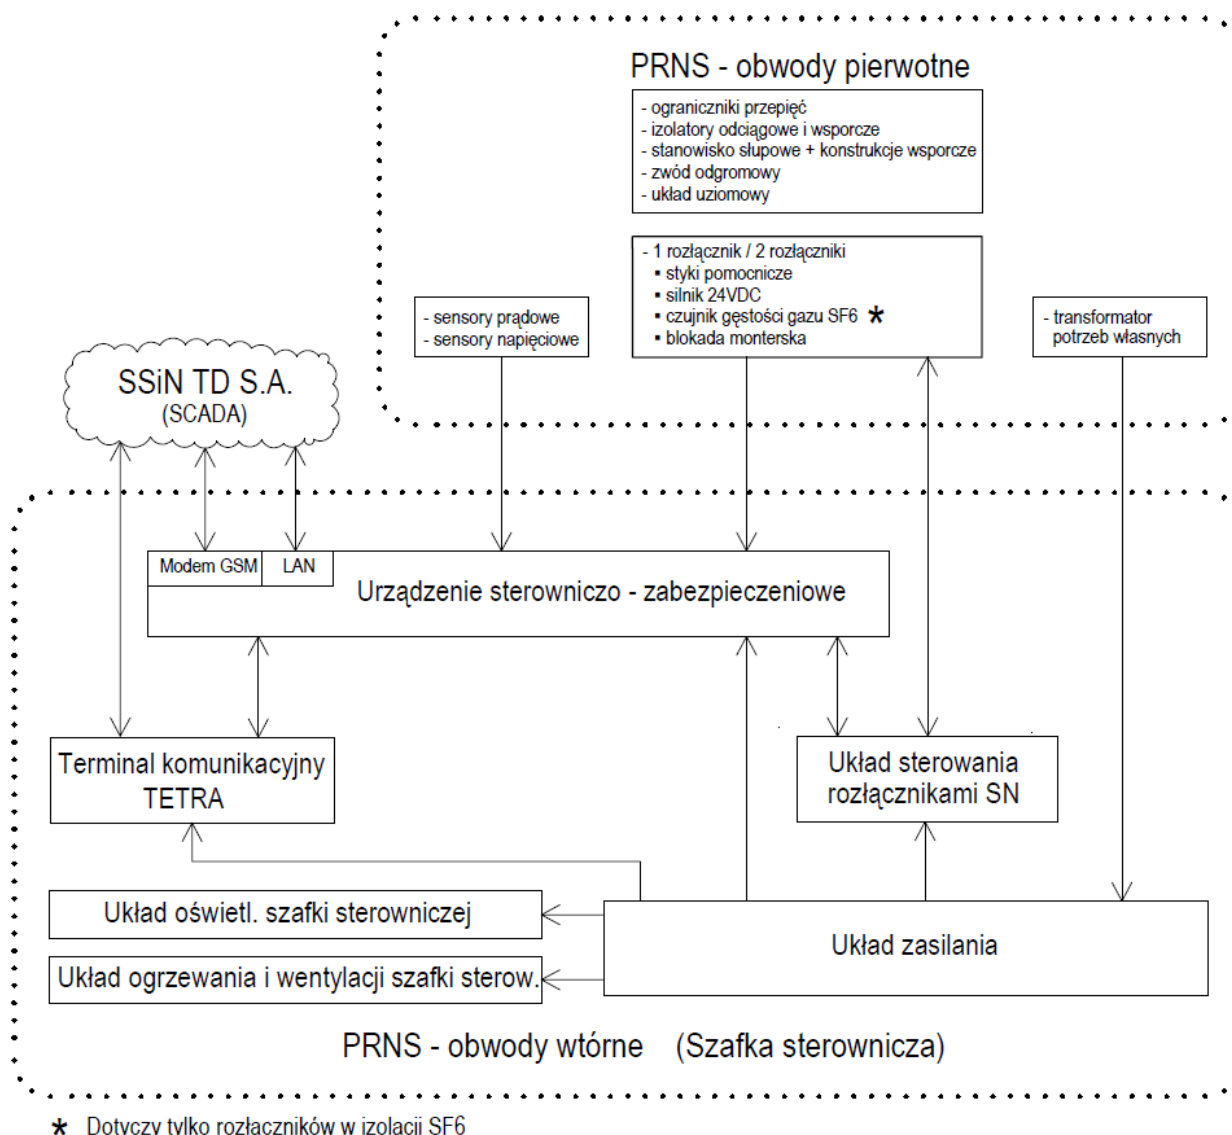 PRNS - obwody pierwotne
- ograniczniki przepięć
- izolatory odciągowe i wsporcze
- stanowisko słupowe + konstrukcje wsporcze
- zwód odgromowy
- układ uziomowy
- 1 rozłącznik / 2 rozłączniki
▪ styki pomocnicze
▪ silnik 24VDC
▪ czujnik gęstości gazu SF6 *
▪ blokada monterska
- sensory prądowe
- sensory napięciowe
- transformator
potrzeb własnych
SSiN TD S.A.
(SCADA)
Modem GSM
LAN
Urządzenie sterowniczo - zabezpieczeniowe
Terminal komunikacyjny
TETRA
Układ sterowania
rozłącznikami SN
Układ oświetl. szafki sterowniczej
Układ zasilania
Układ ogrzewania i wentylacji szafki sterow.
PRNS - obwody wtórne (Szafka sterownicza)
* Dotyczy tylko rozłączników w izolacji SF6